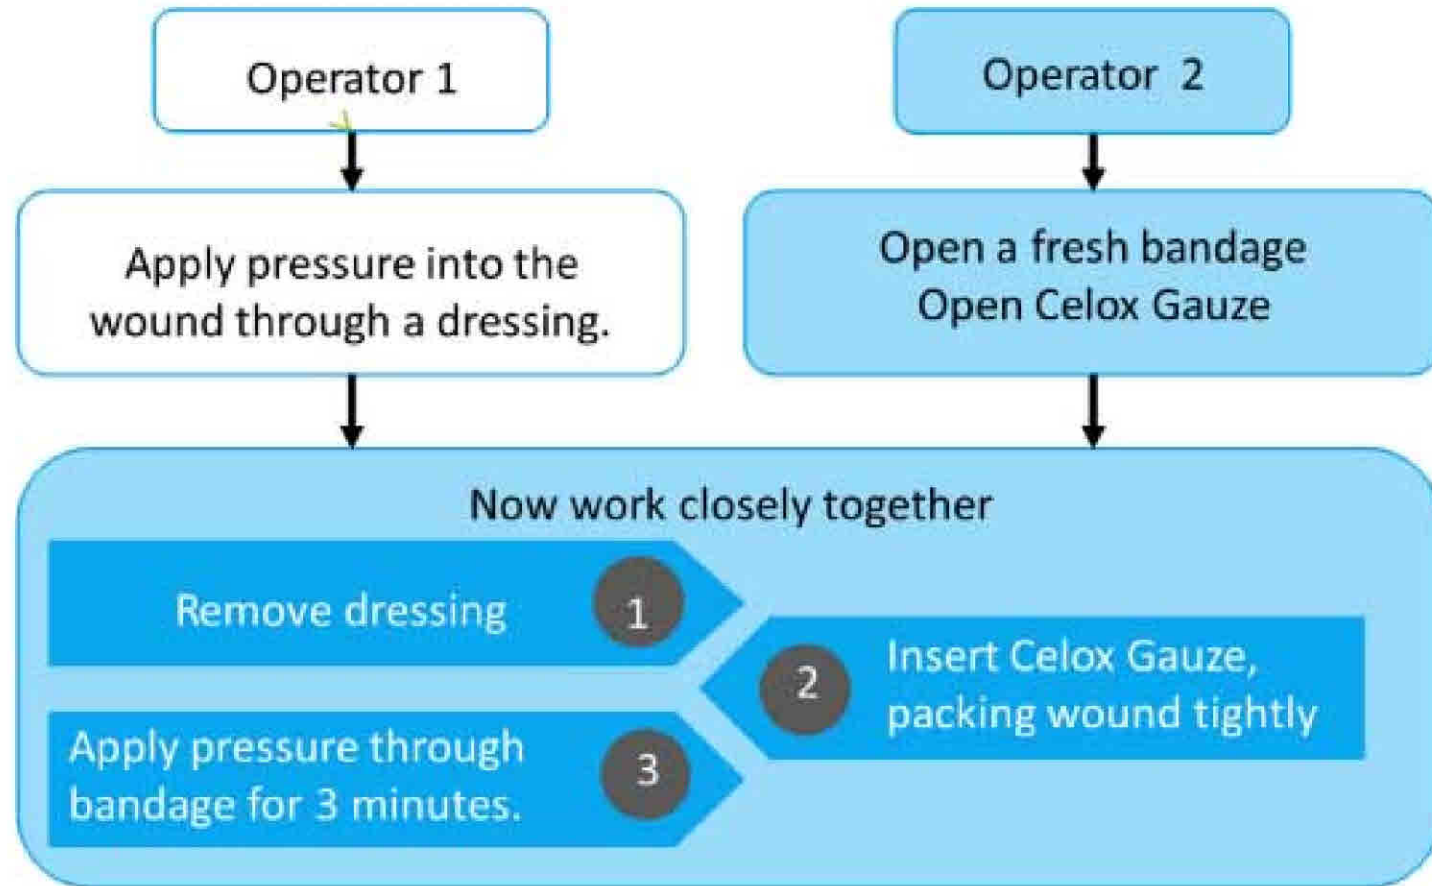 Operator 1
Operator 2
Apply pressure into the
wound through a dressing.
Open a fresh bandage
Open Celox Gauze
Now work closely together
Remove dressing
1
2
Insert Celox Gauze,
packing wound tightly
Apply pressure through
bandage for 3 minutes.
3